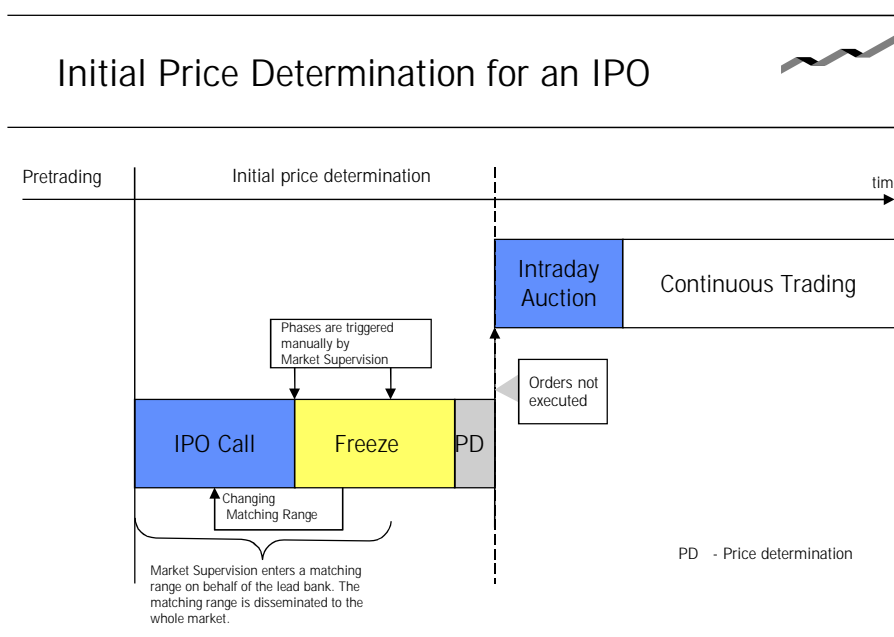 Initial Price Determination for an IPO
Pretrading
Initial price determination
tim
Intraday
Auction
Continuous Trading
Phases are triggered
manually by
Market Supervision
Orders not
executed
IPO Call
Freeze
PD
Changing
Matching Range
Market Supervision enters a matching
range on behalf of the lead bank. The
matching range is disseminated to the
whole market.
PD - Price determination